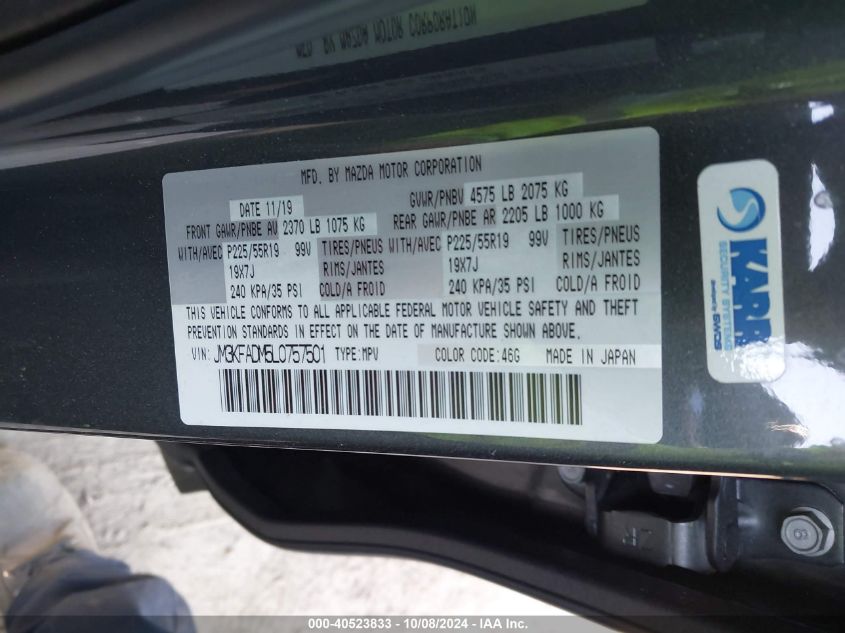 MFD. BY MAZDA MOTOR CORPORATION
DATE 11/19
GVWR/PNBV 4575 LB 2075 KG
FRONT GAWR/PNBE AV 2370 LB 1075 KG
REAR GAWR/PNBE AR 2205 LB 1000 KG
WITH/AVEC P225/55R19 99V TIRES/PNEUS WITH/AVEC P225/55R19 99V TIRES/PNEUS
19X7J RIMS/JANTES 19X7J RIMS/JANTES
240 KPA/35 PSI COLD/A FROID 240 KPA/35 PSI COLD/A FROID
THIS VEHICLE CONFORMS TO ALL APPLICABLE FEDERAL MOTOR VEHICLE SAFETY AND THEFT
PREVENTION STANDARDS IN EFFECT ON THE DATE OF MANUFACTURE SHOWN ABOVE.
VIN: JM3KFADM5L0757501 TYPE:MPV COLOR CODE:46G MADE IN JAPAN
SECURITY SYSTEMS
SWDS
8
000-40523833 - 10/08/2024 - IAA Inc.